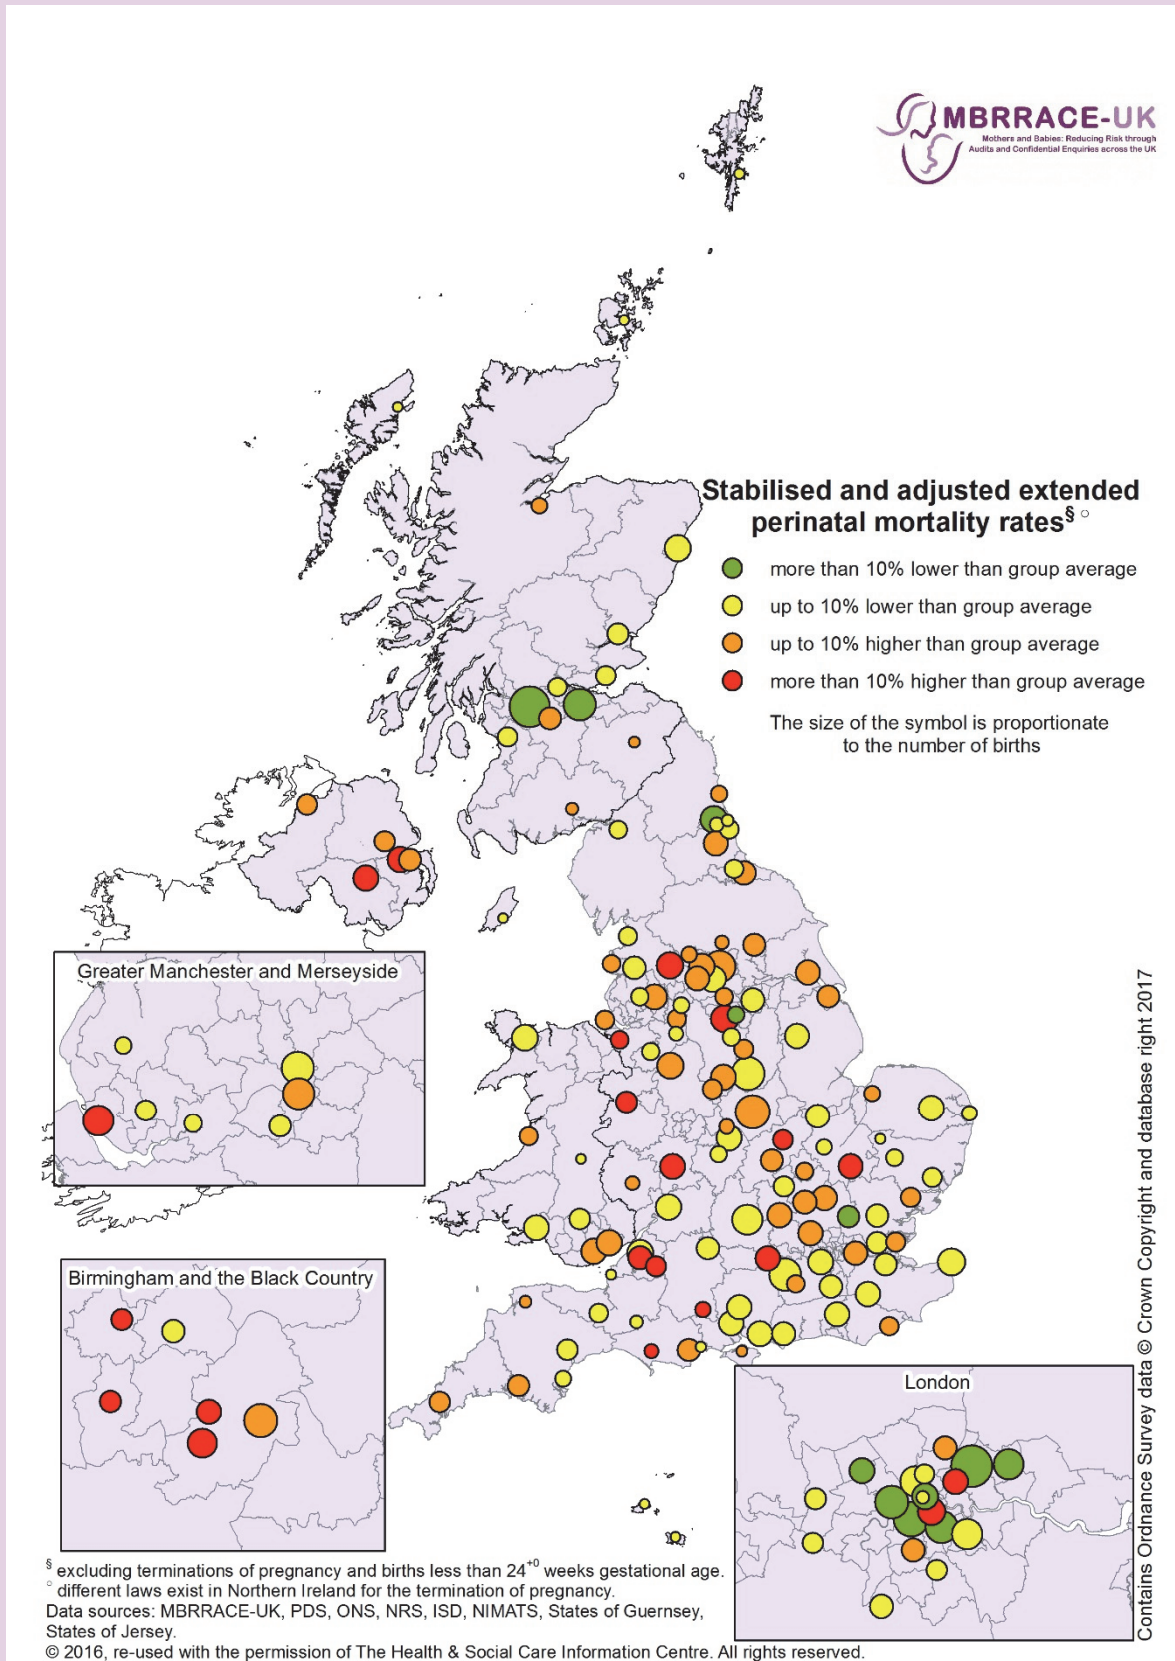 MBRRACE-UK
Mothers and Babies: Reducing Risk through
Audits and Confidential Enquiries across the UK
Stabilised and adjusted extended
perinatal mortality rates§ ○
more than 10% lower than group average
up to 10% lower than group average
up to 10% higher than group average
more than 10% higher than group average
The size of the symbol is proportionate
to the number of births
Greater Manchester and Merseyside
Birmingham and the Black Country
London
Contains Ordnance Survey data © Crown Copyright and database right 2017
§ excluding terminations of pregnancy and births less than 24+0 weeks gestational age.
○ different laws exist in Northern Ireland for the termination of pregnancy.
Data sources: MBRRACE-UK, PDS, ONS, NRS, ISD, NIMATS, States of Guernsey,
States of Jersey.
© 2016, re-used with the permission of The Health & Social Care Information Centre. All rights reserved.